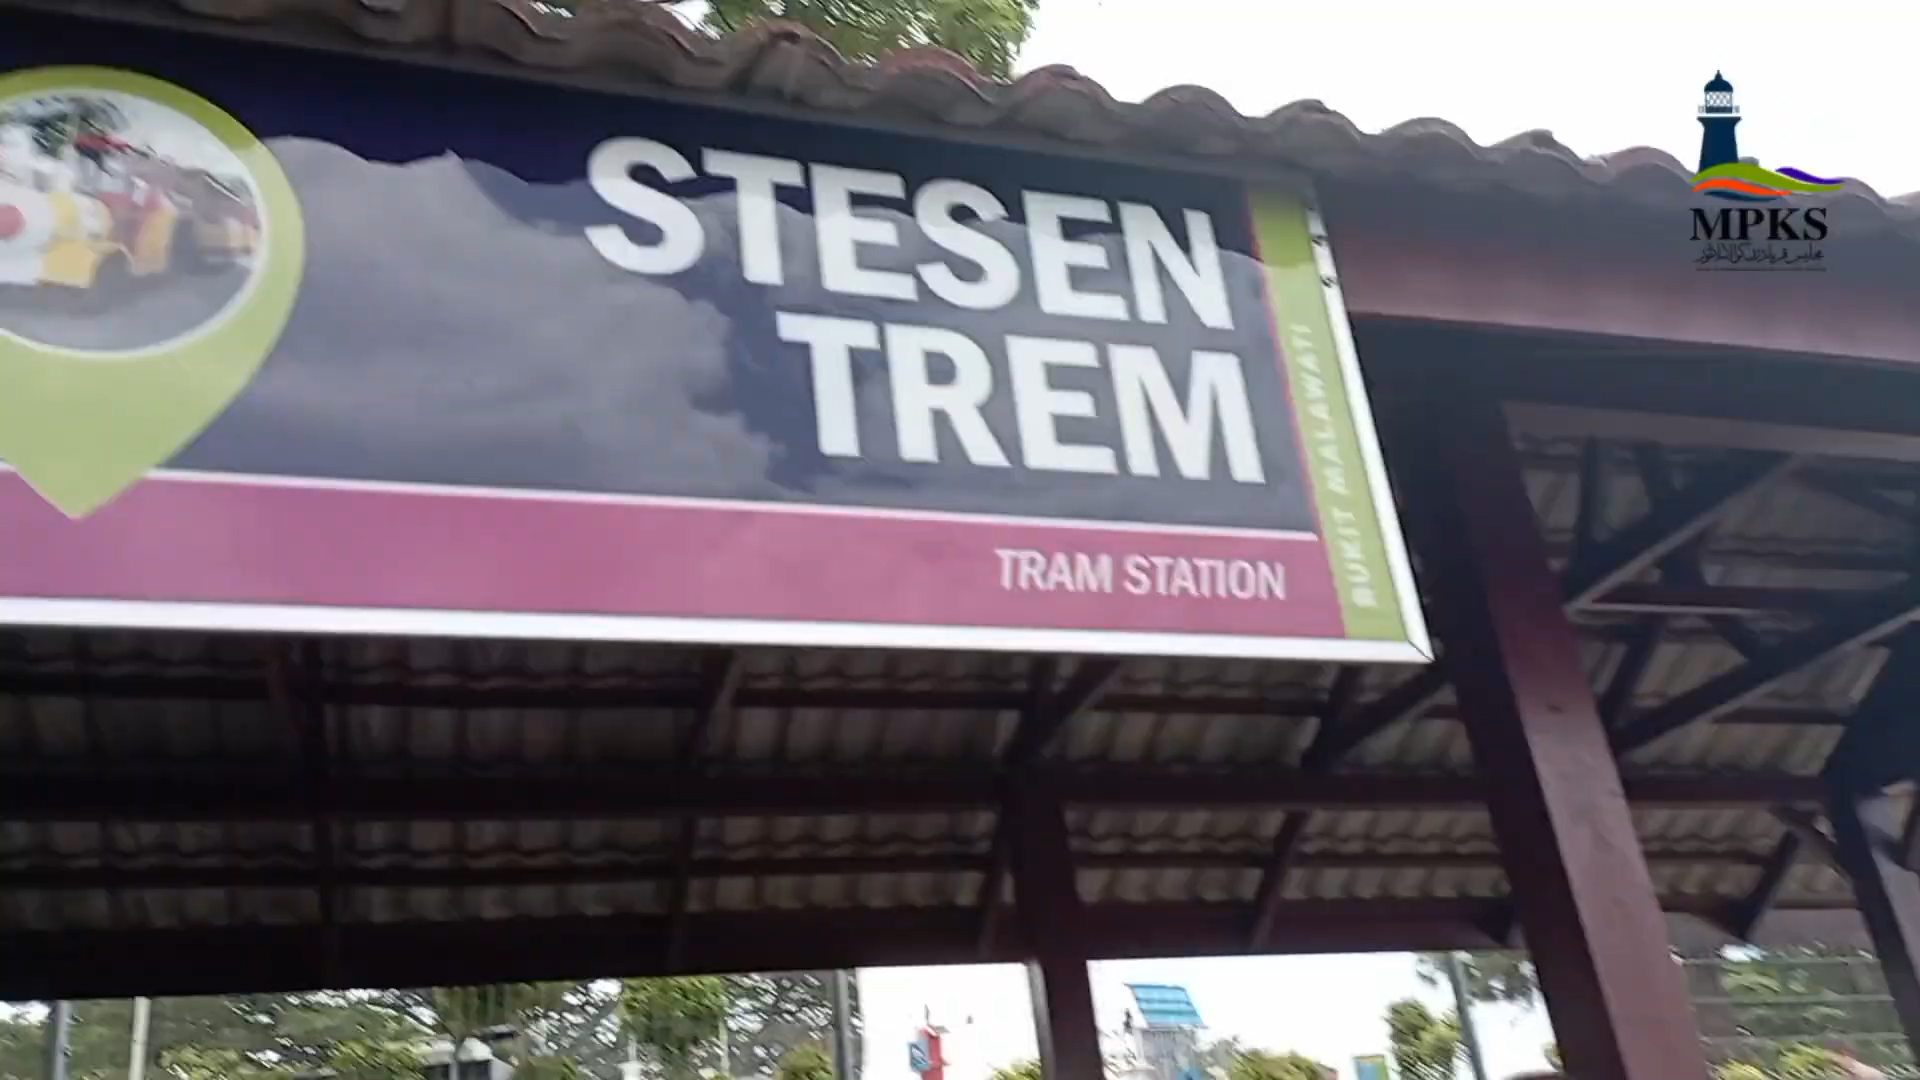 STESEN
TREM
TRAM STATION
BUKIT MALAWATI
MPKS